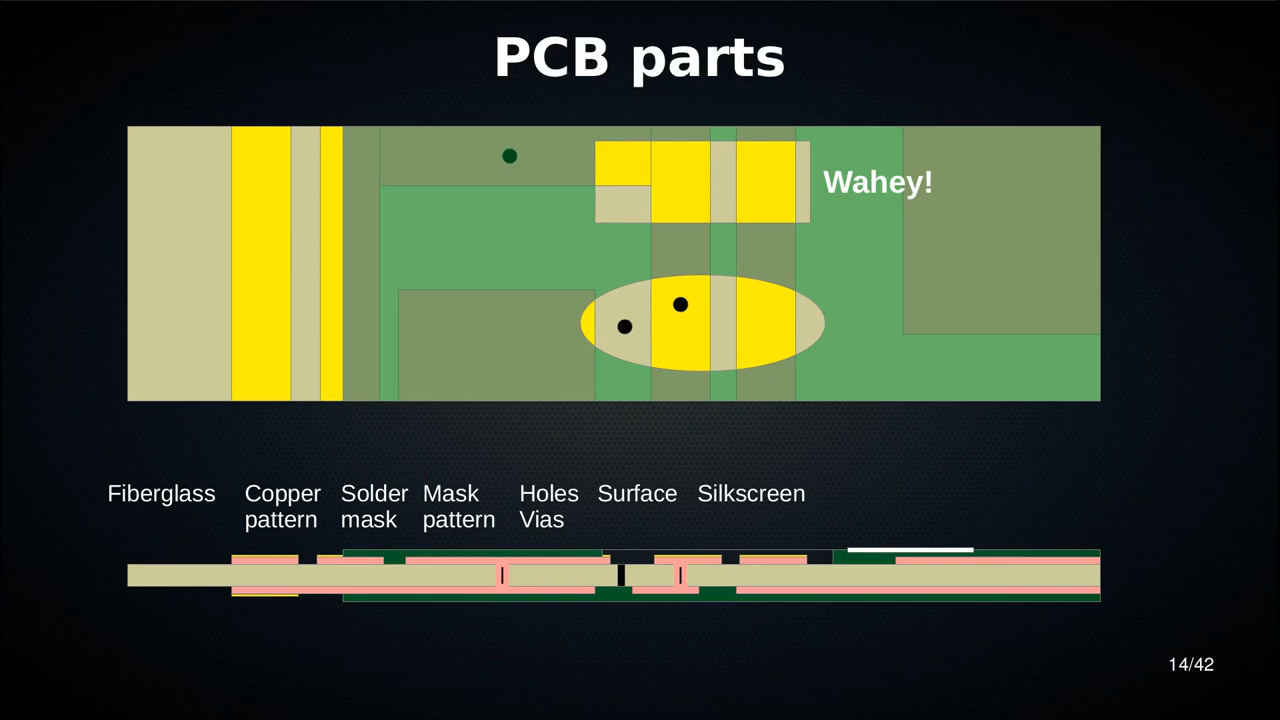 PCB parts
Wahey!
Fiberglass Copper Solder Mask Holes Surface Silkscreen
pattern mask pattern Vias
14/42